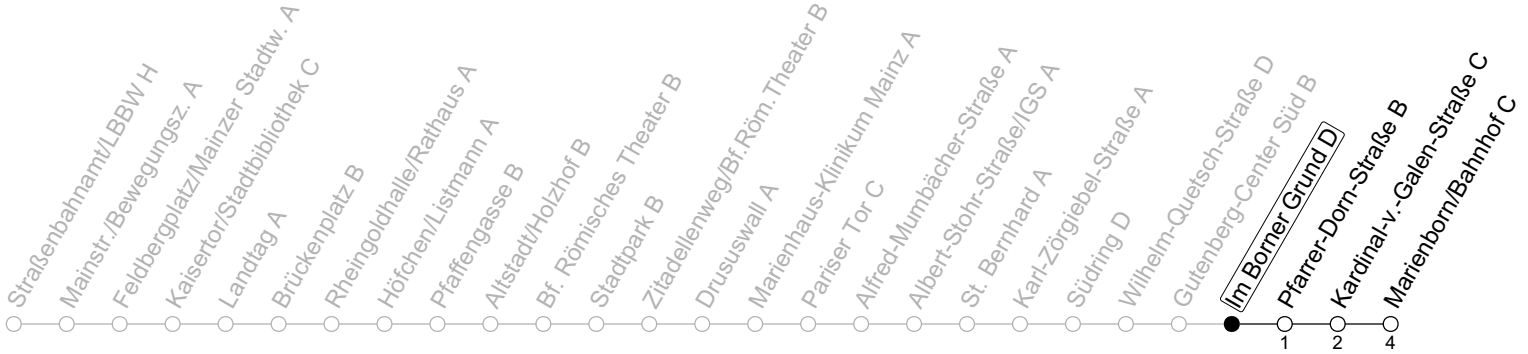 Straßenbahnamt/LBBW H
Mainstr./Bewegungsz. A
Feldbergplatz/Mainzer Stadtw. A
Kaisertor/Stadtbibliothek C
Landtag A
Brückenplatz B
Rheingoldhalle/Rathaus A
Höfchen/Listmann A
Pfaffengasse B
Altstadt/Holzhof B
Bf. Römisches Theater B
Stadtpark B
Zitadellenweg/Bf.Röm.Theater B
Drususwall A
Marienhaus-Klinikum Mainz A
Pariser Tor C
Alfred-Mumbächer-Straße A
Albert-Stohr-Straße/IGS A
St. Bernhard A
Karl-Zörgiebel-Straße A
Südring D
Wilhelm-Quetsch-Straße D
Gutenberg-Center Süd B
Im Borner Grund D
Pfarrer-Dorn-Straße B
Kardinal-v.-Galen-Straße C
Marienborn/Bahnhof C
1 2 4